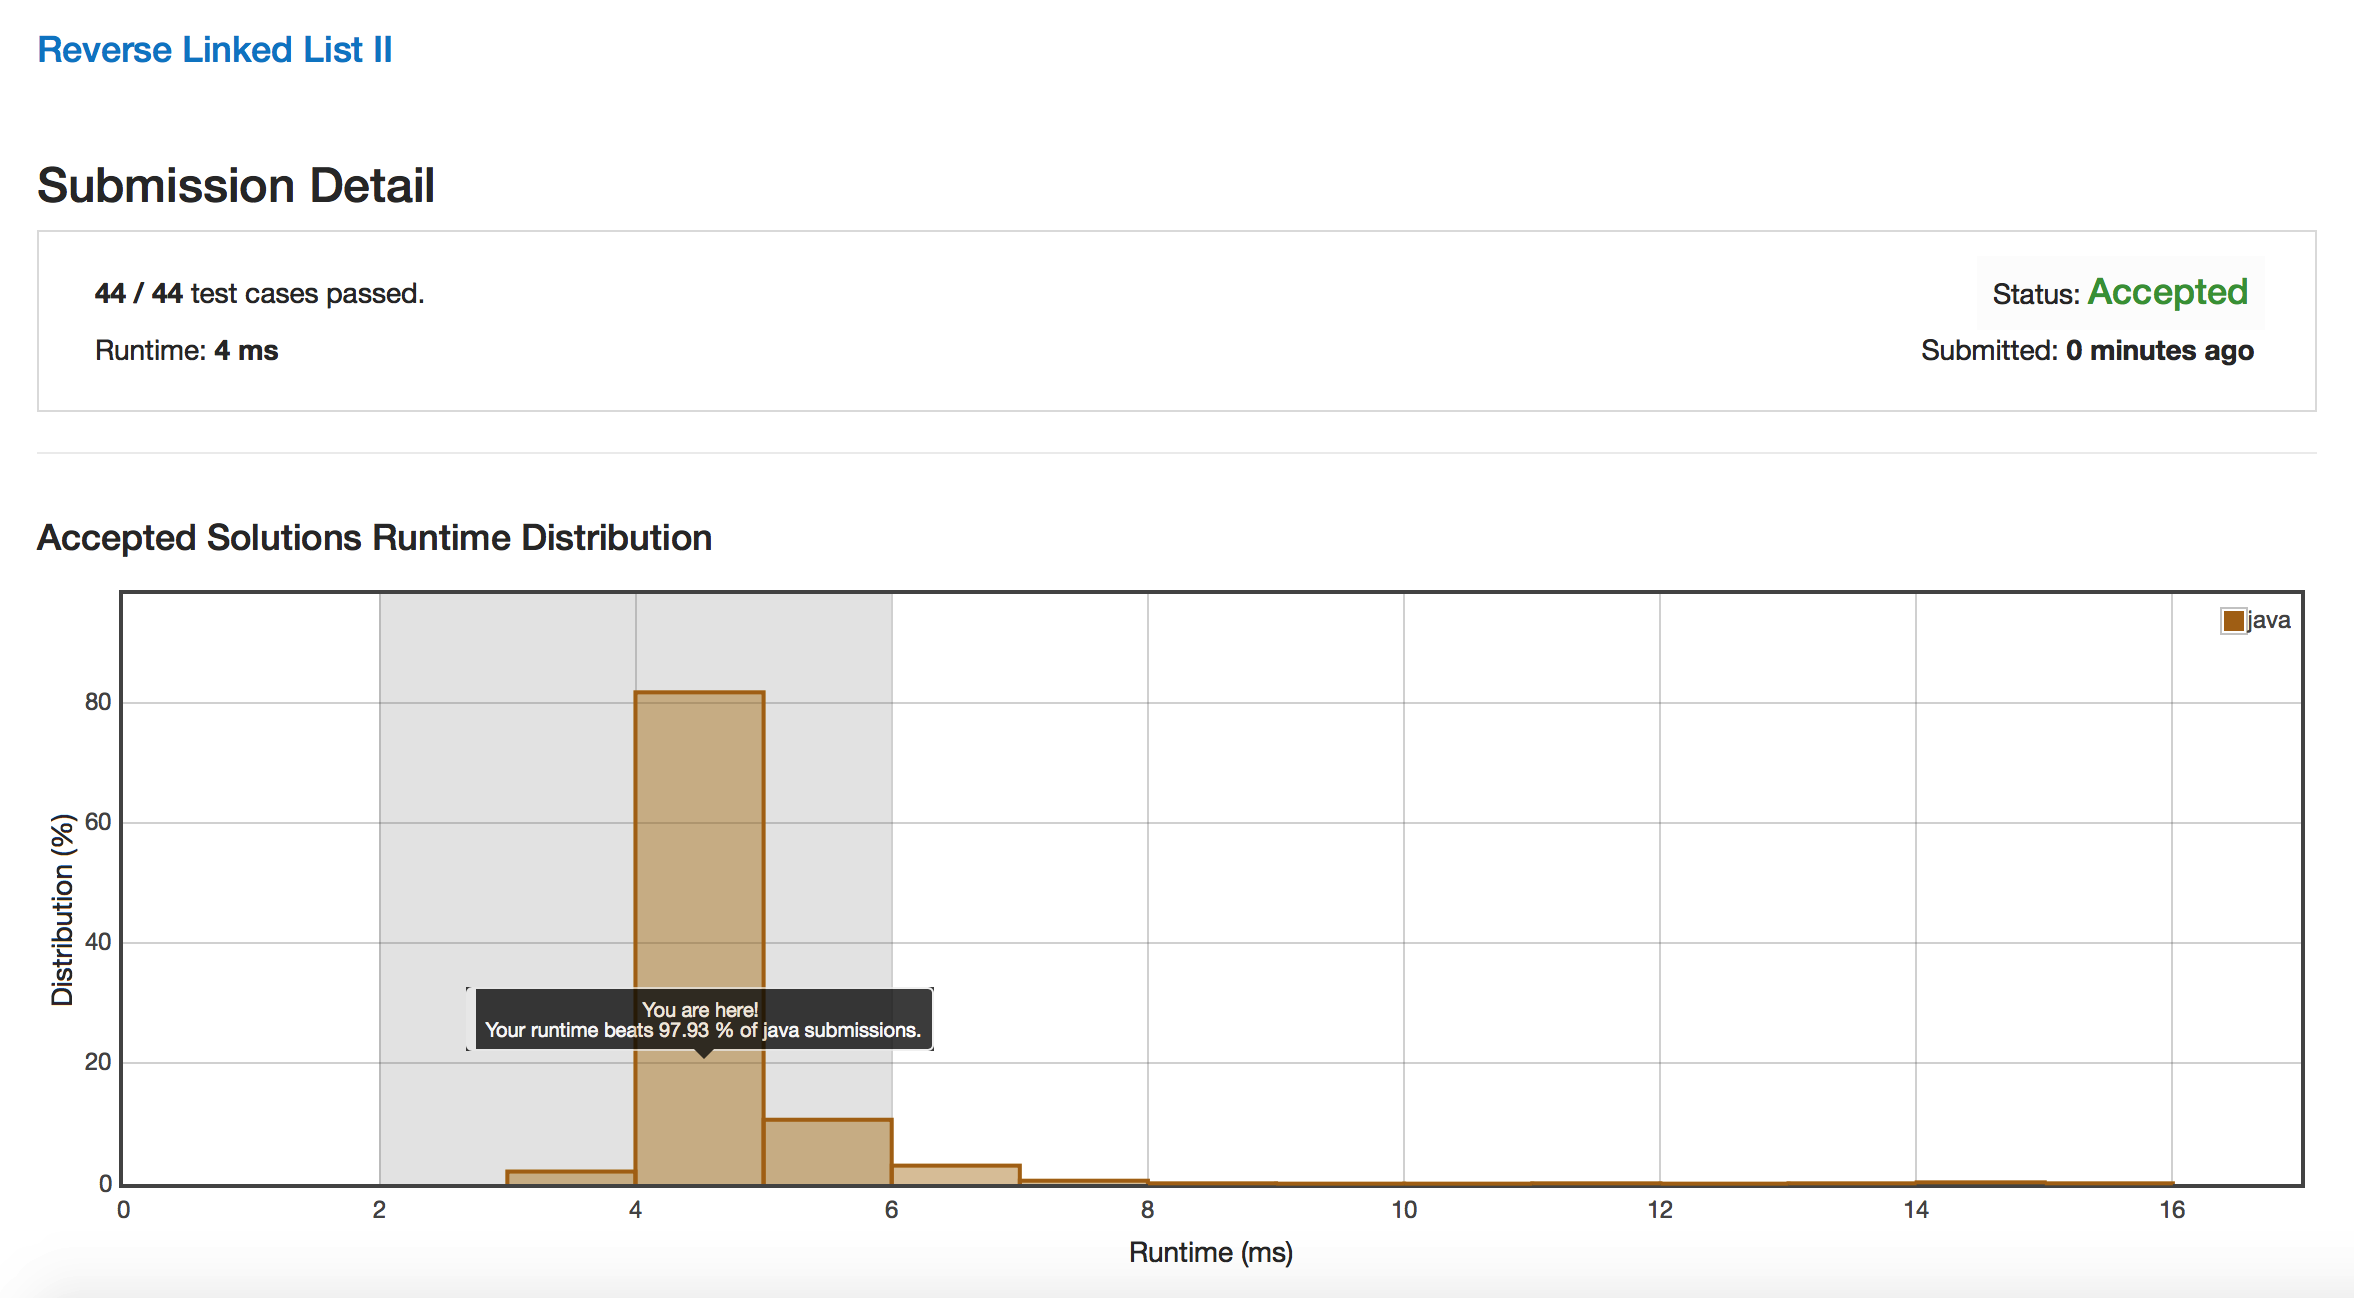 Reverse Linked List II
Submission Detail
44 / 44 test cases passed.
Status: Accepted
Runtime: 4 ms
Submitted: 0 minutes ago
Accepted Solutions Runtime Distribution
java
80
60
40
20
0
Distribution (%)
You are here!
Your runtime beats 97.93 % of java submissions.
0 2 4 6 8 10 12 14 16
Runtime (ms)